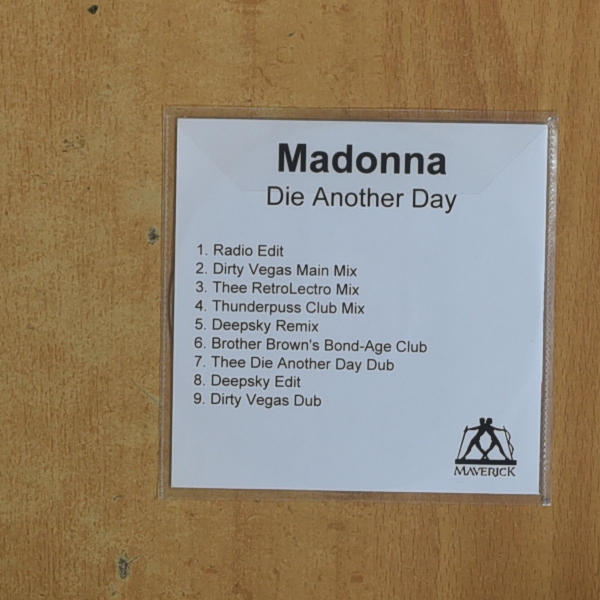 Madonna
Die Another Day
1. Radio Edit
2. Dirty Vegas Main Mix
3. Thee RetroLectro Mix
4. Thunderpuss Club Mix
5. Deepsky Remix
6. Brother Brown's Bond-Age Club
7. Thee Die Another Day Dub
8. Deepsky Edit
9. Dirty Vegas Dub
MAVERICK